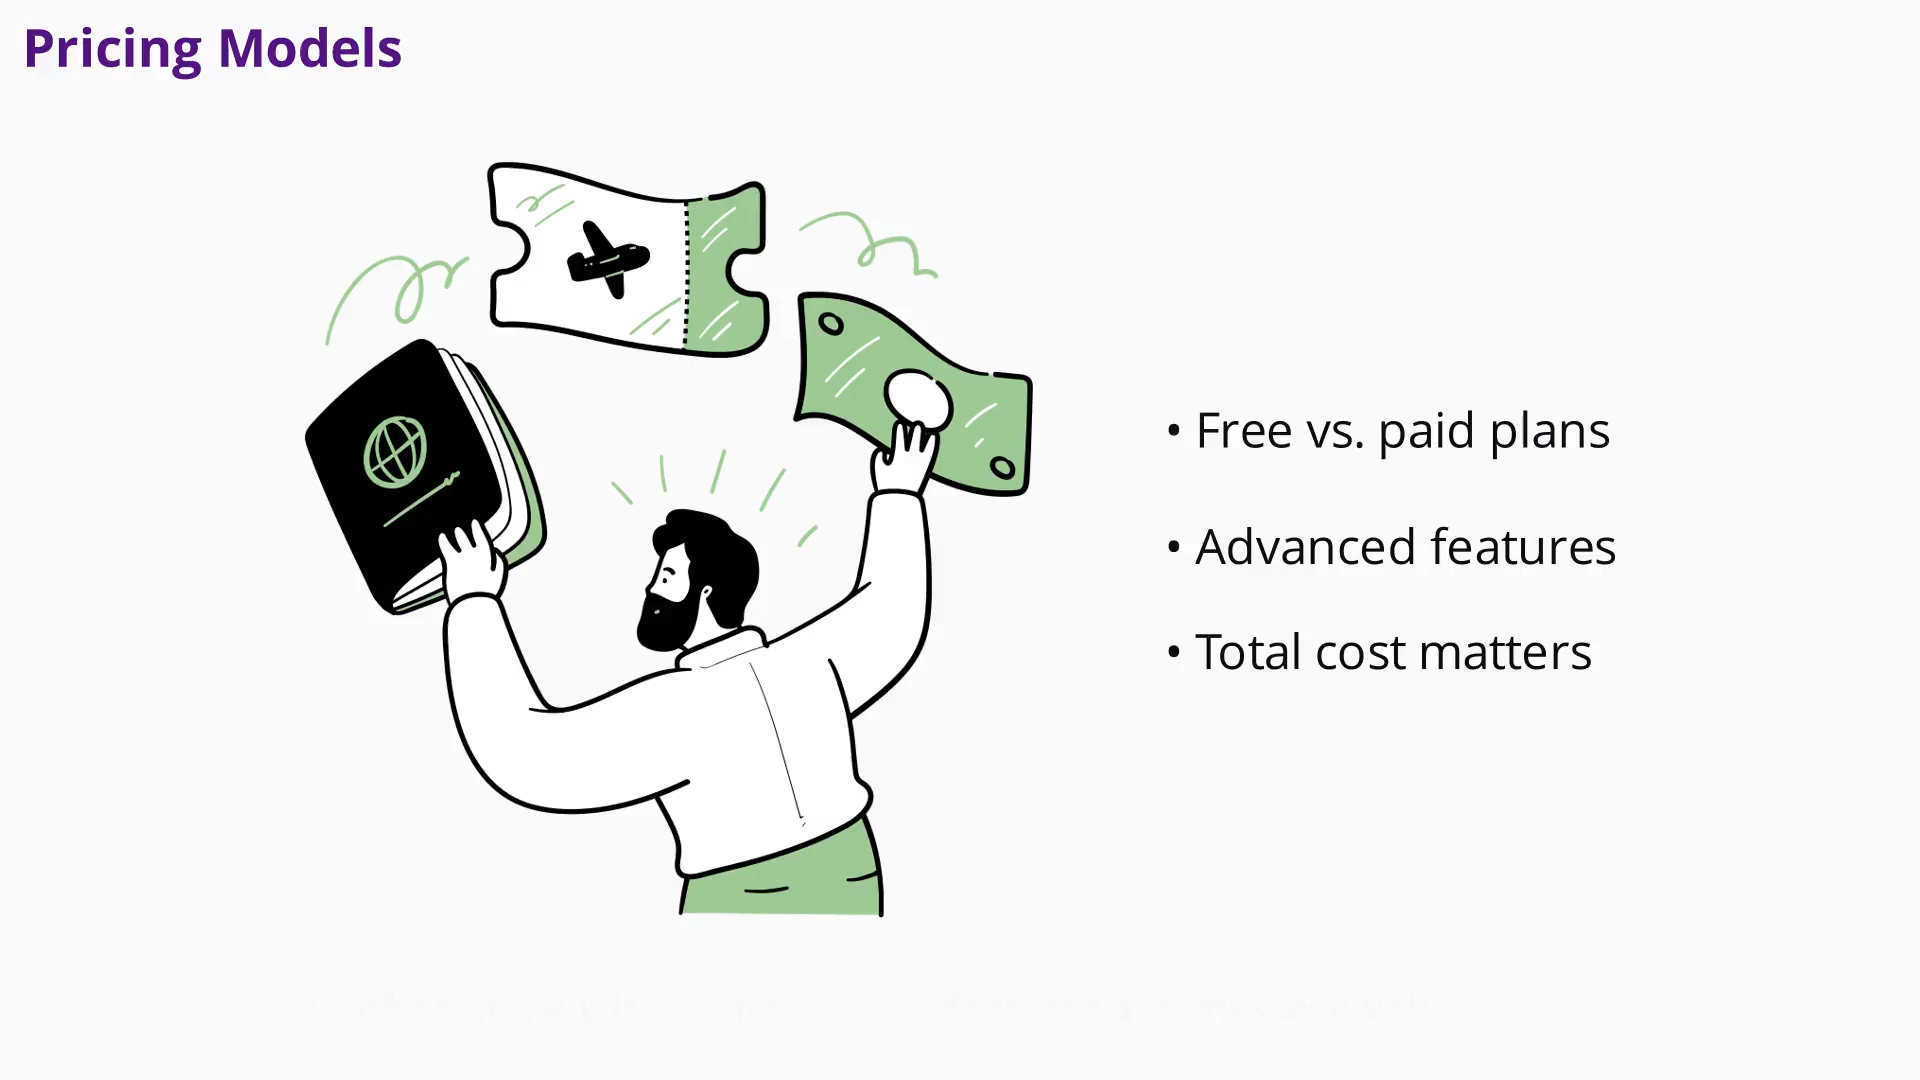 Pricing Models
• Free vs. paid plans
• Advanced features
• Total cost matters